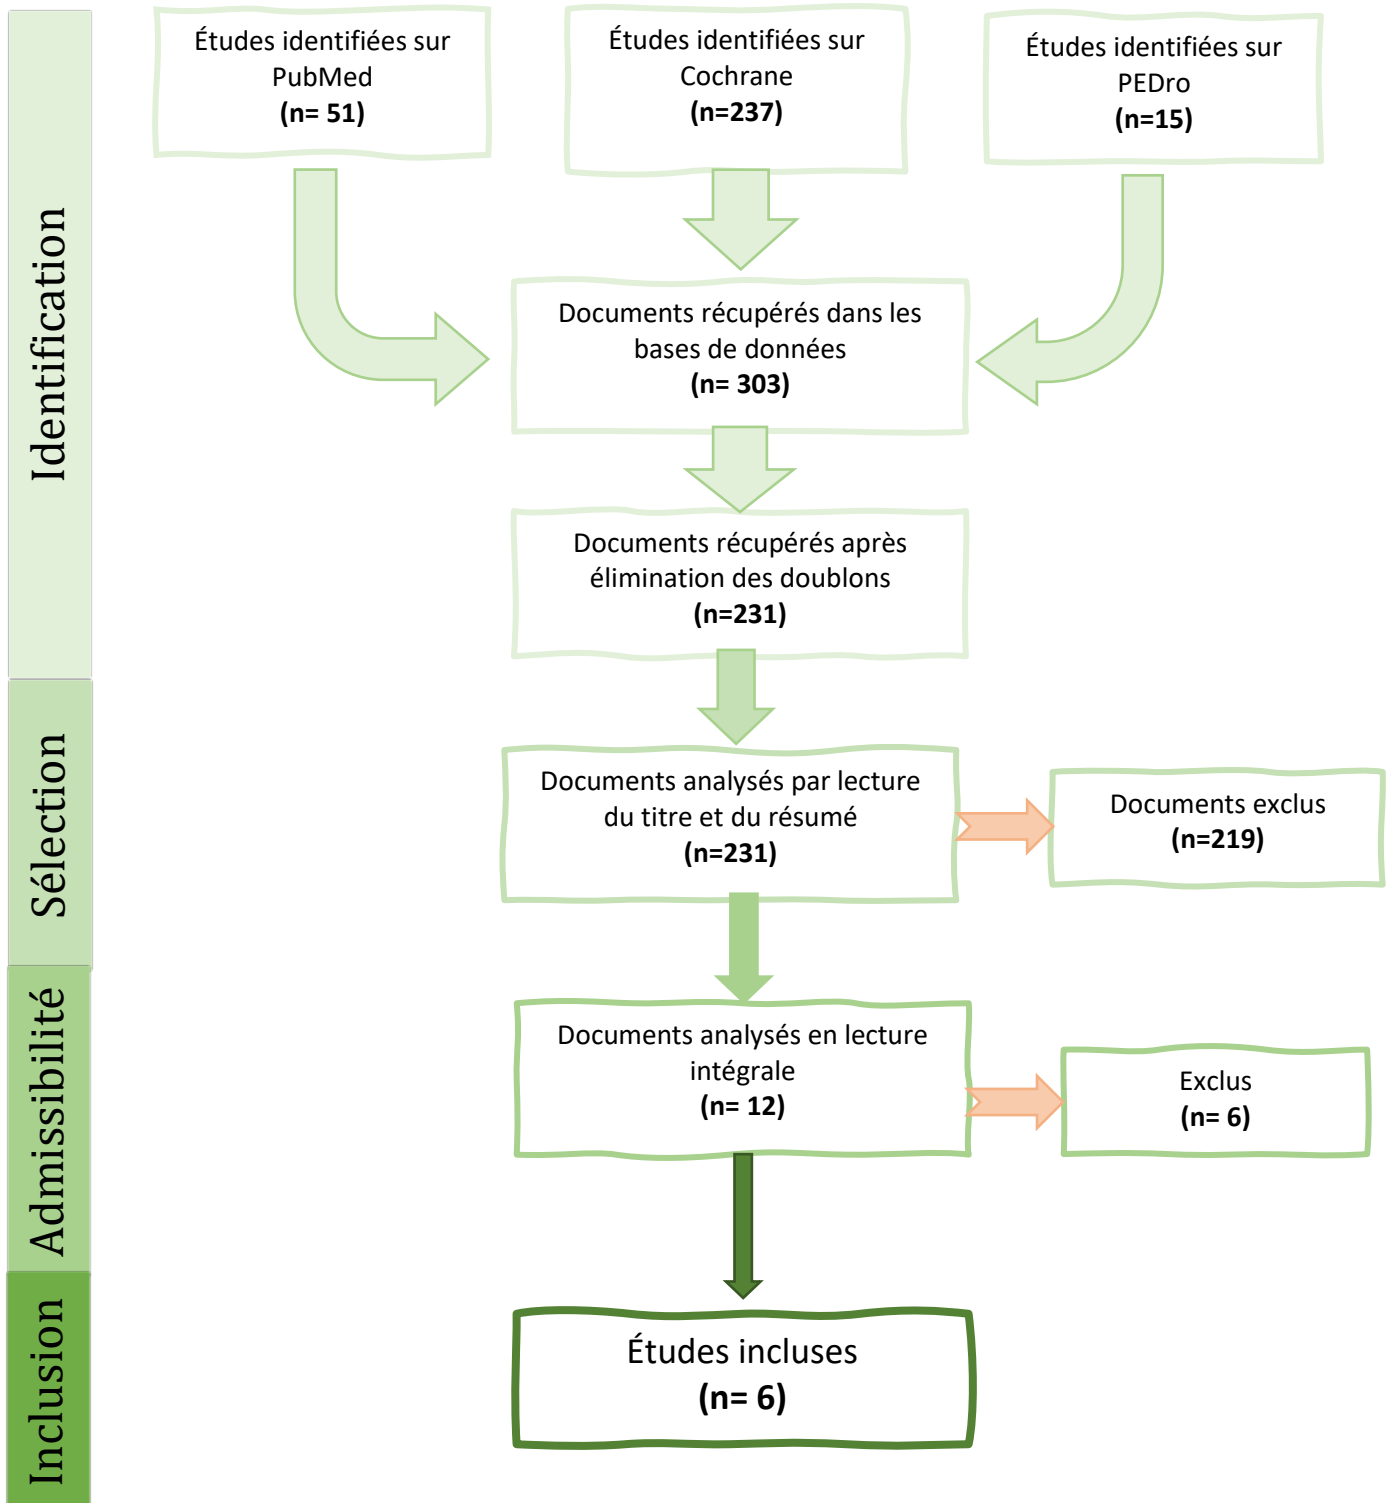 Identification
Études identifiées sur
PubMed
(n= 51)
Études identifiées sur
Cochrane
(n=237)
Études identifiées sur
PEDro
(n=15)
Documents récupérés dans les
bases de données
(n= 303)
Documents récupérés après
élimination des doublons
(n=231)
Sélection
Documents analysés par lecture
du titre et du résumé
(n=231)
Documents exclus
(n=219)
Admissibilité
Documents analysés en lecture
intégrale
(n= 12)
Exclus
(n= 6)
Inclusion
Études incluses
(n= 6)